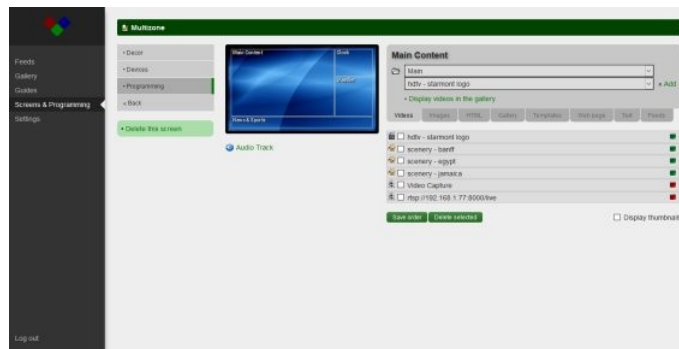 Multizone
Feeds
Gallery
Guides
Screens & Programming
Settings
Log out
Decor
Devices
Programming
« Back
Delete this screen
Main Content
Clock
Weather
News & Sports
Audio Track
Main Content
Main
hdtv - starmont logo
+ Add
Display videos in the gallery
Videos Images HTML Games Templates Web page Text Feeds
hdtv - starmont logo
scenery - banff
scenery - egypt
scenery - jamaica
Video Capture
rtsp://192.168.1.77:8000/live
Save order Delete selected
Display thumbnails